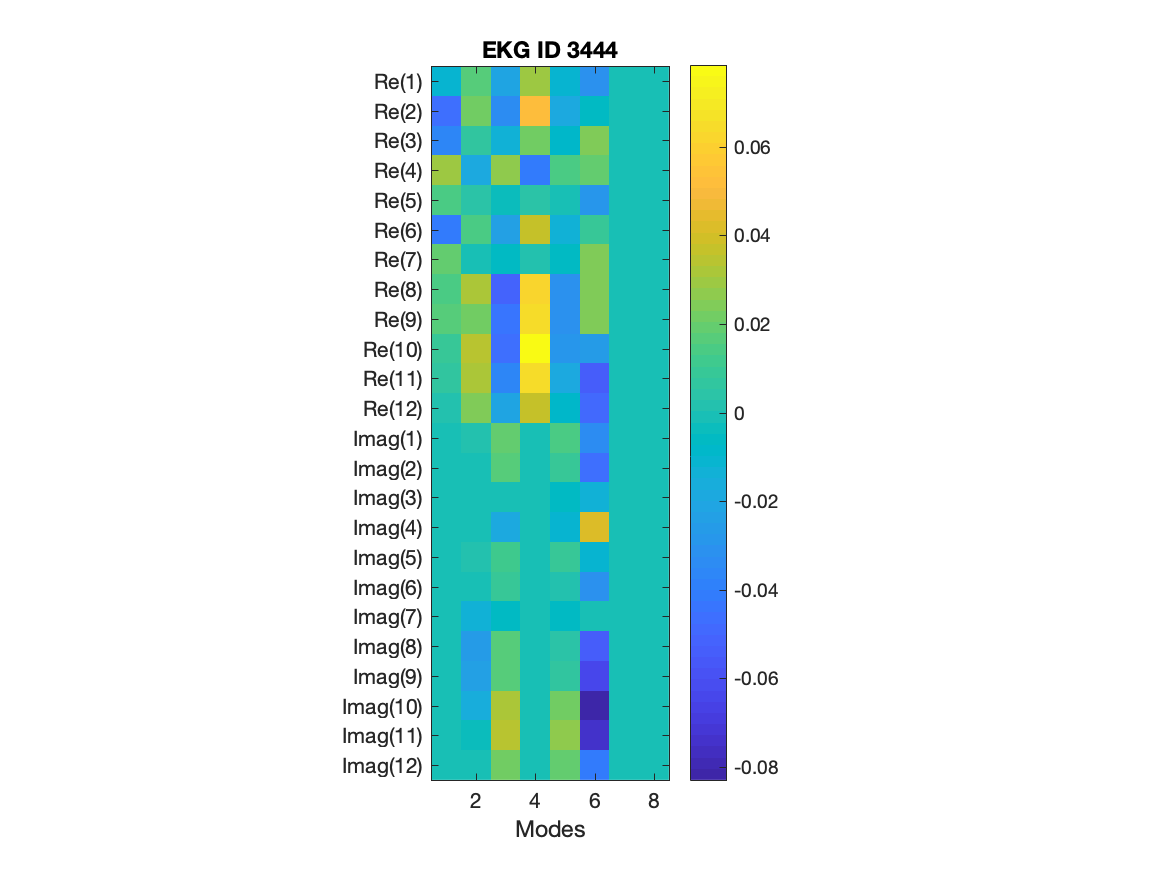 EKG ID 3444
Re(1)
Re(2)
Re(3)
Re(4)
Re(5)
Re(6)
Re(7)
Re(8)
Re(9)
Re(10)
Re(11)
Re(12)
Imag(1)
Imag(2)
Imag(3)
Imag(4)
Imag(5)
Imag(6)
Imag(7)
Imag(8)
Imag(9)
Imag(10)
Imag(11)
Imag(12)
2 4 6 8
Modes
0.06
0.04
0.02
0
-0.02
-0.04
-0.06
-0.08